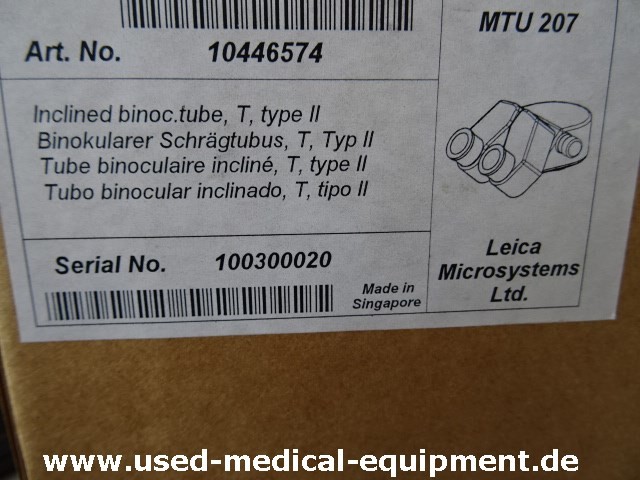 MTU 207
Art. No. 10446574
Inclined binoc.tube, T, type II
Binokularer Schrägtubus, T, Typ II
Tube binoculaire incliné, T, type II
Tubo binocular inclinado, T, tipo II
Serial No. 100300020
Made in
Singapore
Leica
Microsystems
Ltd.
www.used-medical-equipment.de